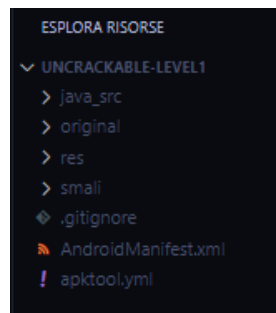 ESPLORA RISORSE
UNCRACKABLE-LEVEL1
java_src
original
res
smali
.gitignore
AndroidManifest.xml
apktool.yml